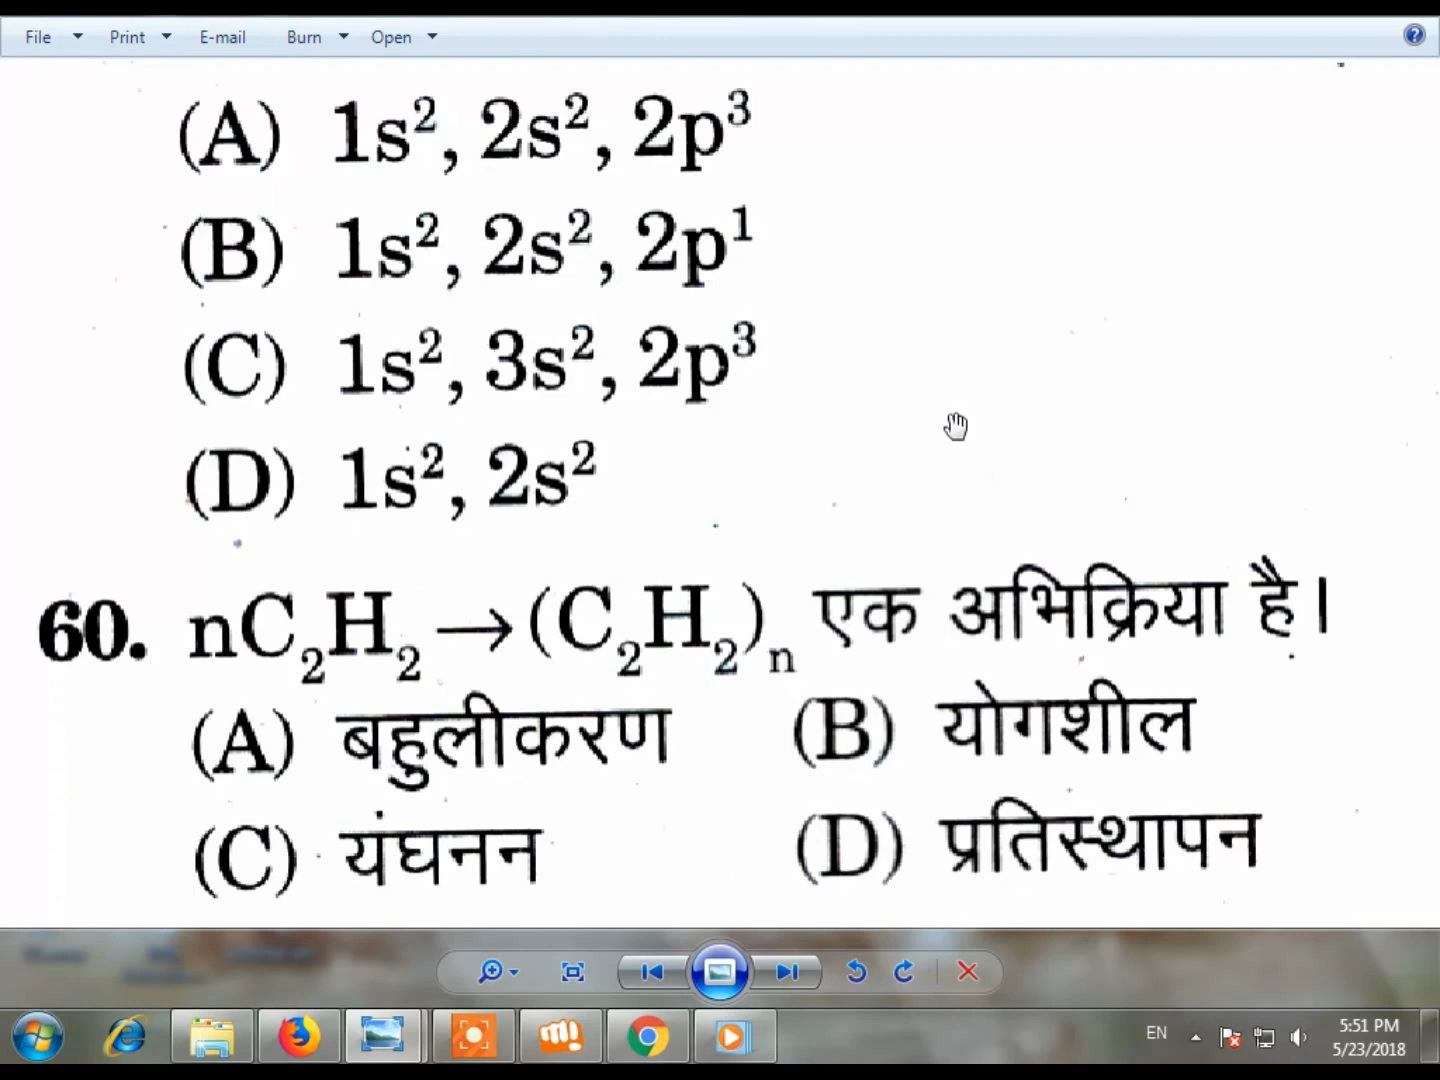 File Print E-mail Burn Open
(A) 1s², 2s², 2p³
(B) 1s², 2s², 2p¹
(C) 1s², 3s², 2p³
(D) 1s², 2s²
60. nC₂H₂→(C₂H₂)ₙ एक अभिक्रिया है।
(A) बहुलीकरण (B) योगशील
(C) यंघनन (D) प्रतिस्थापन
EN
5:51 PM
5/23/2018